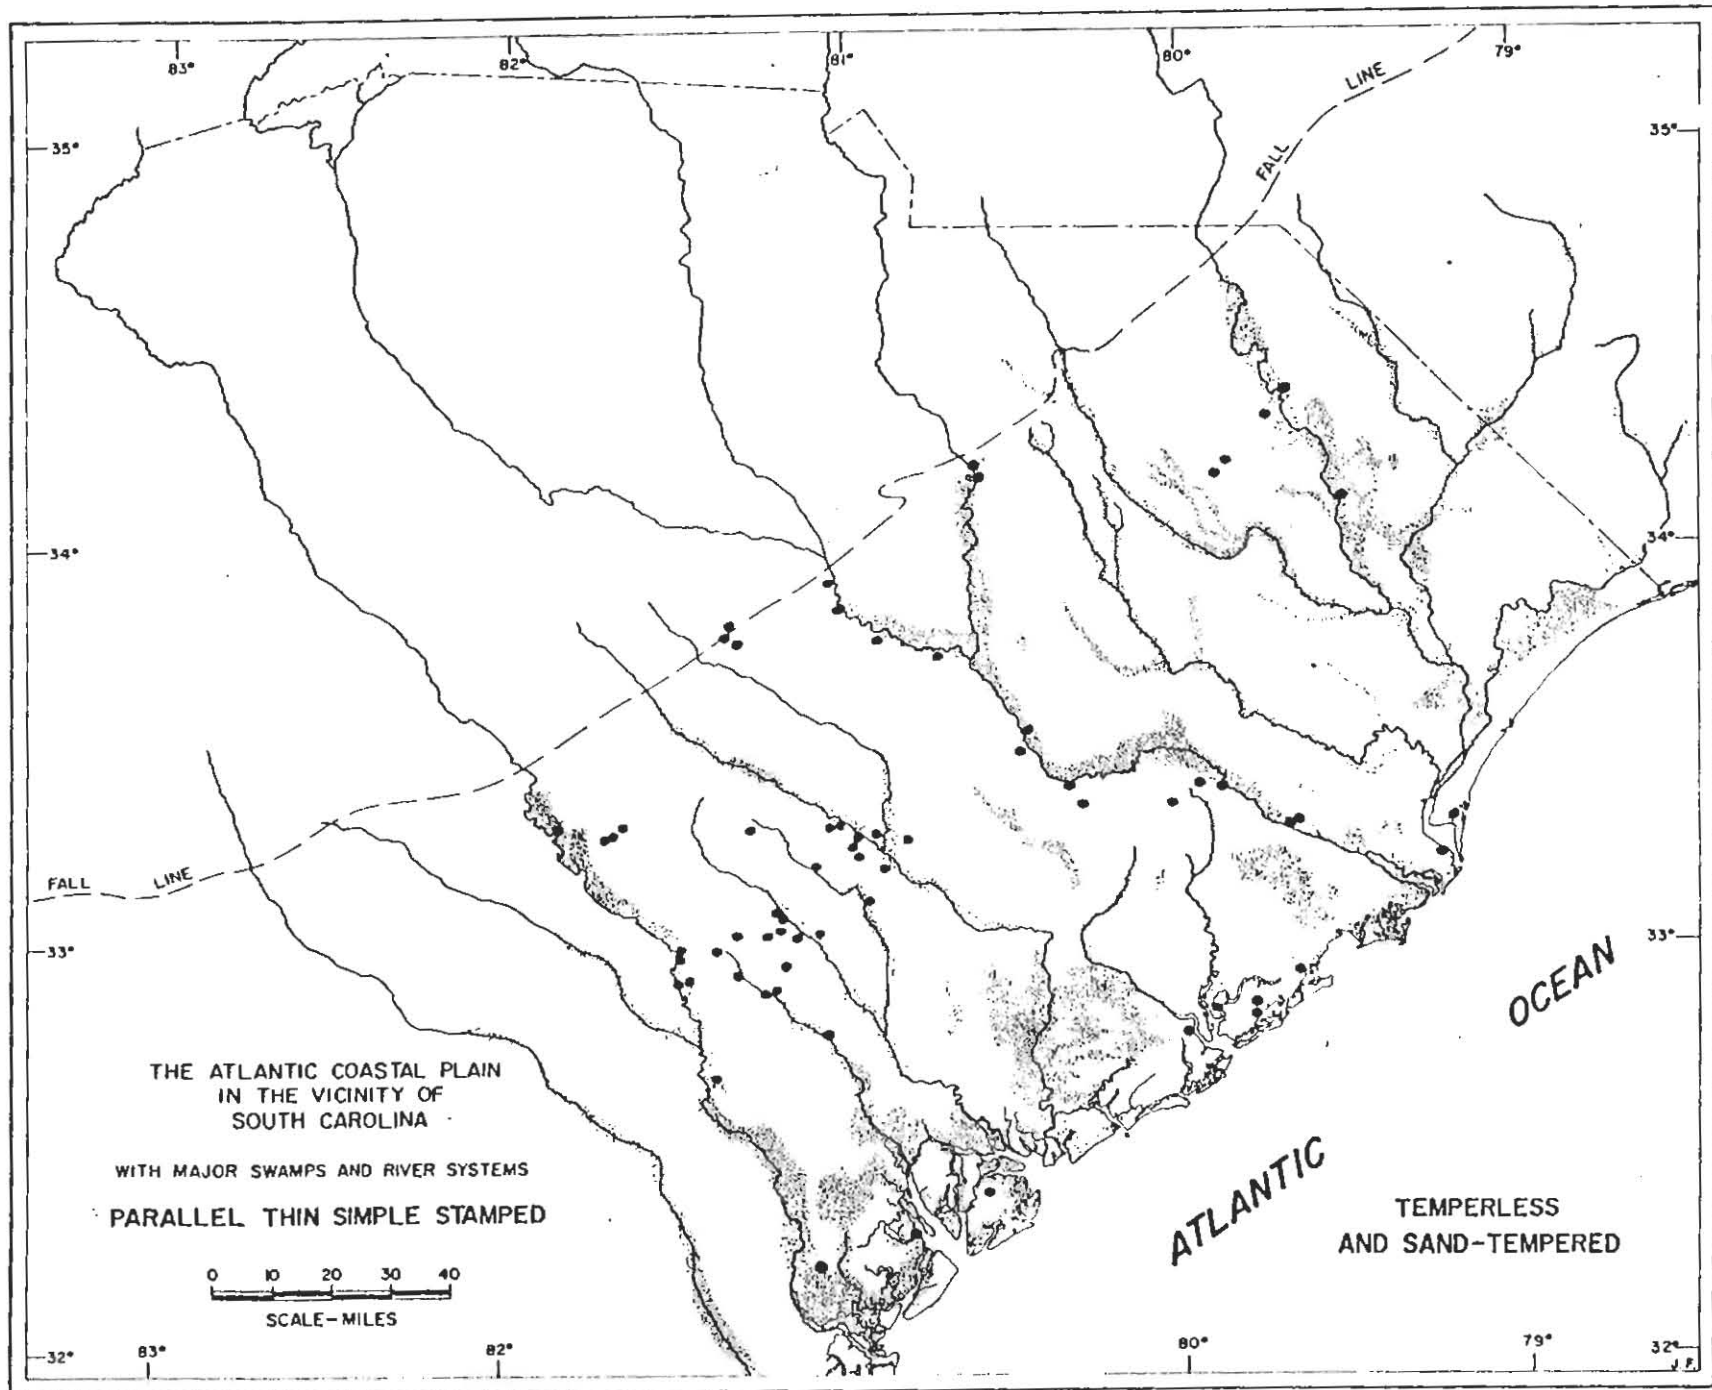 83°
82°
81°
80°
79°
LINE
FALL
35°
35°
34°
34°
FALL LINE
33°
33°
OCEAN
ATLANTIC
THE ATLANTIC COASTAL PLAIN
IN THE VICINITY OF
SOUTH CAROLINA
WITH MAJOR SWAMPS AND RIVER SYSTEMS
PARALLEL THIN SIMPLE STAMPED
0 10 20 30 40
SCALE-MILES
TEMPERLESS
AND SAND-TEMPERED
32°
83°
82°
80°
79°
32°
J.F.